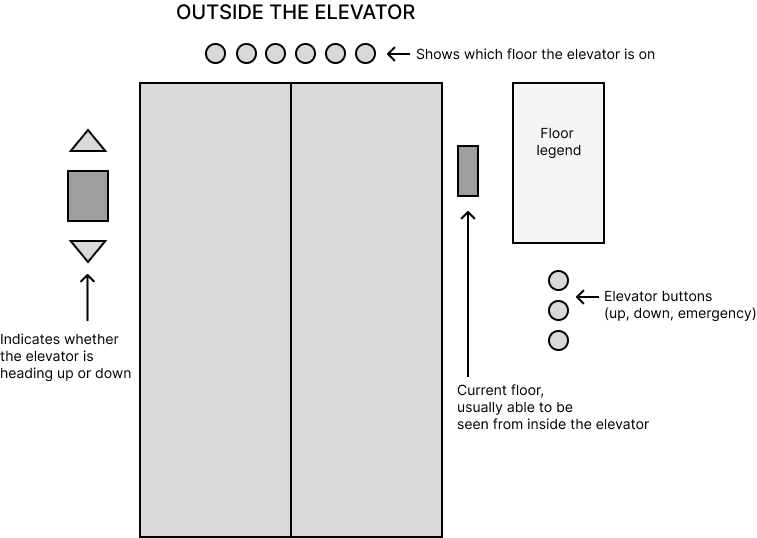 OUTSIDE THE ELEVATOR
Shows which floor the elevator is on
Floor
legend
Elevator buttons
(up, down, emergency)
Indicates whether
the elevator is
heading up or down
Current floor,
usually able to be
seen from inside the elevator